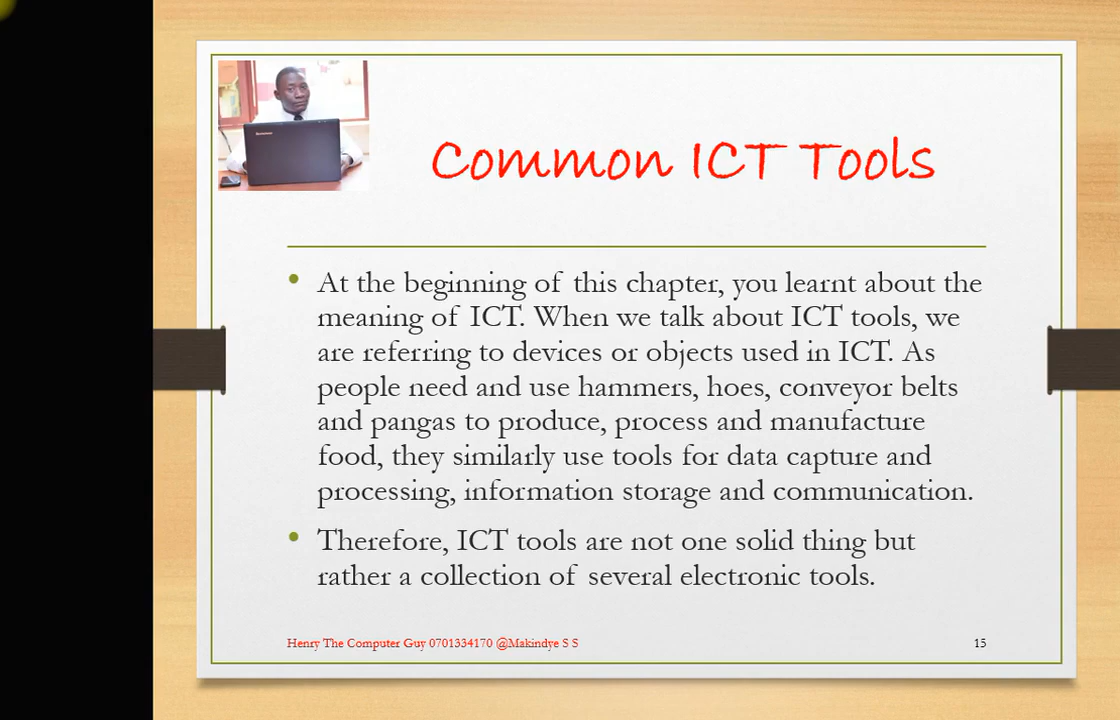 Common ICT Tools
At the beginning of this chapter, you learnt about the
meaning of ICT. When we talk about ICT tools, we
are referring to devices or objects used in ICT. As
people need and use hammers, hoes, conveyor belts
and pangas to produce, process and manufacture
food, they similarly use tools for data capture and
processing, information storage and communication.
Therefore, ICT tools are not one solid thing but
rather a collection of several electronic tools.
Henry The Computer Guy 0701334170 @Makindye S S
15